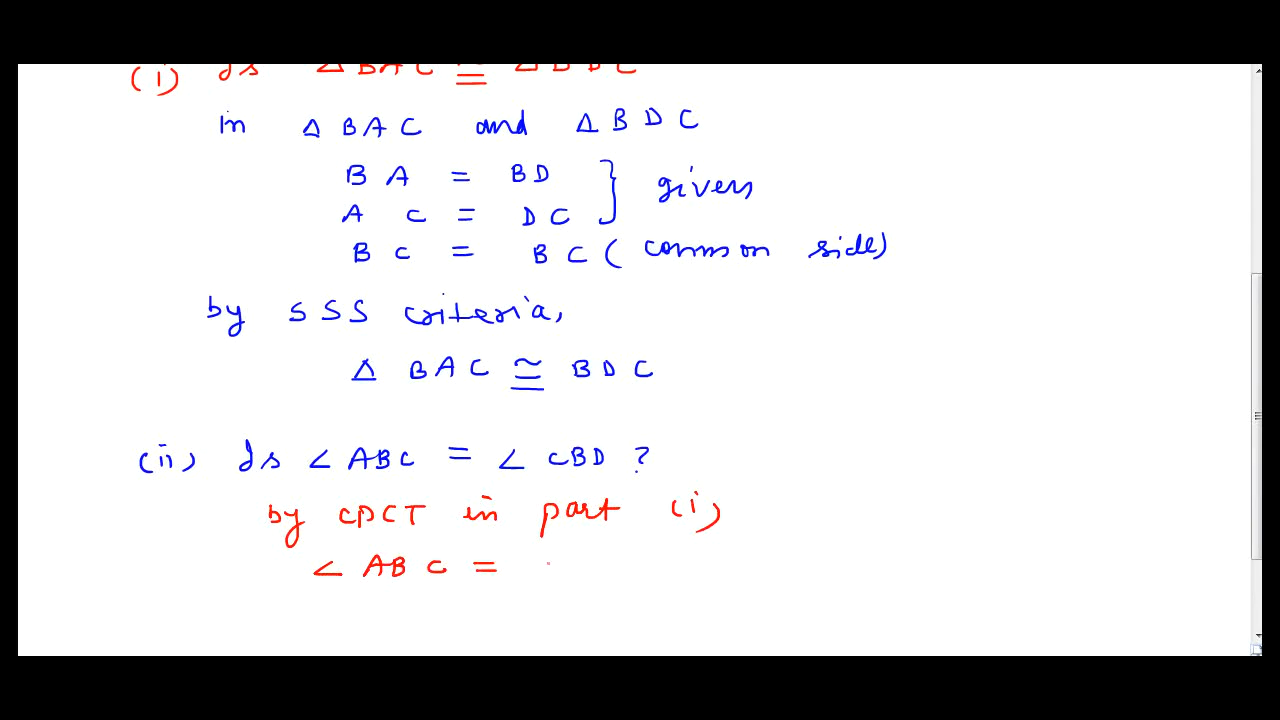 (i) Is ∆ BAC ≅ ∆ BDC
in ∆ BAC and ∆ BDC
BA = BD } given
AC = DC
BC = BC (common side)
by SSS criteria,
∆ BAC ≅ BDC
(ii) Is ∠ ABC = ∠ CBD ?
by CPCT in part (i)
∠ ABC =